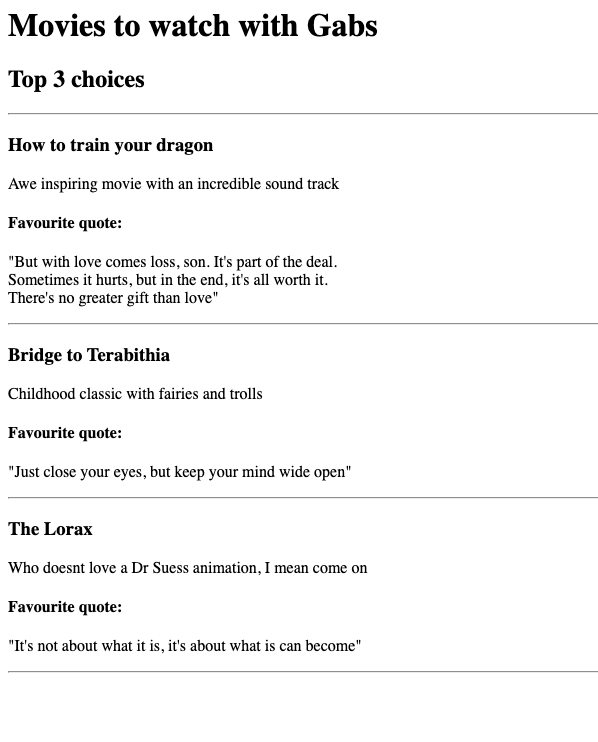 Movies to watch with Gabs
Top 3 choices
How to train your dragon
Awe inspiring movie with an incredible sound track
Favourite quote:
"But with love comes loss, son. It's part of the deal.
Sometimes it hurts, but in the end, it's all worth it.
There's no greater gift than love"
Bridge to Terabithia
Childhood classic with fairies and trolls
Favourite quote:
"Just close your eyes, but keep your mind wide open"
The Lorax
Who doesnt love a Dr Suess animation, I mean come on
Favourite quote:
"It's not about what it is, it's about what is can become"